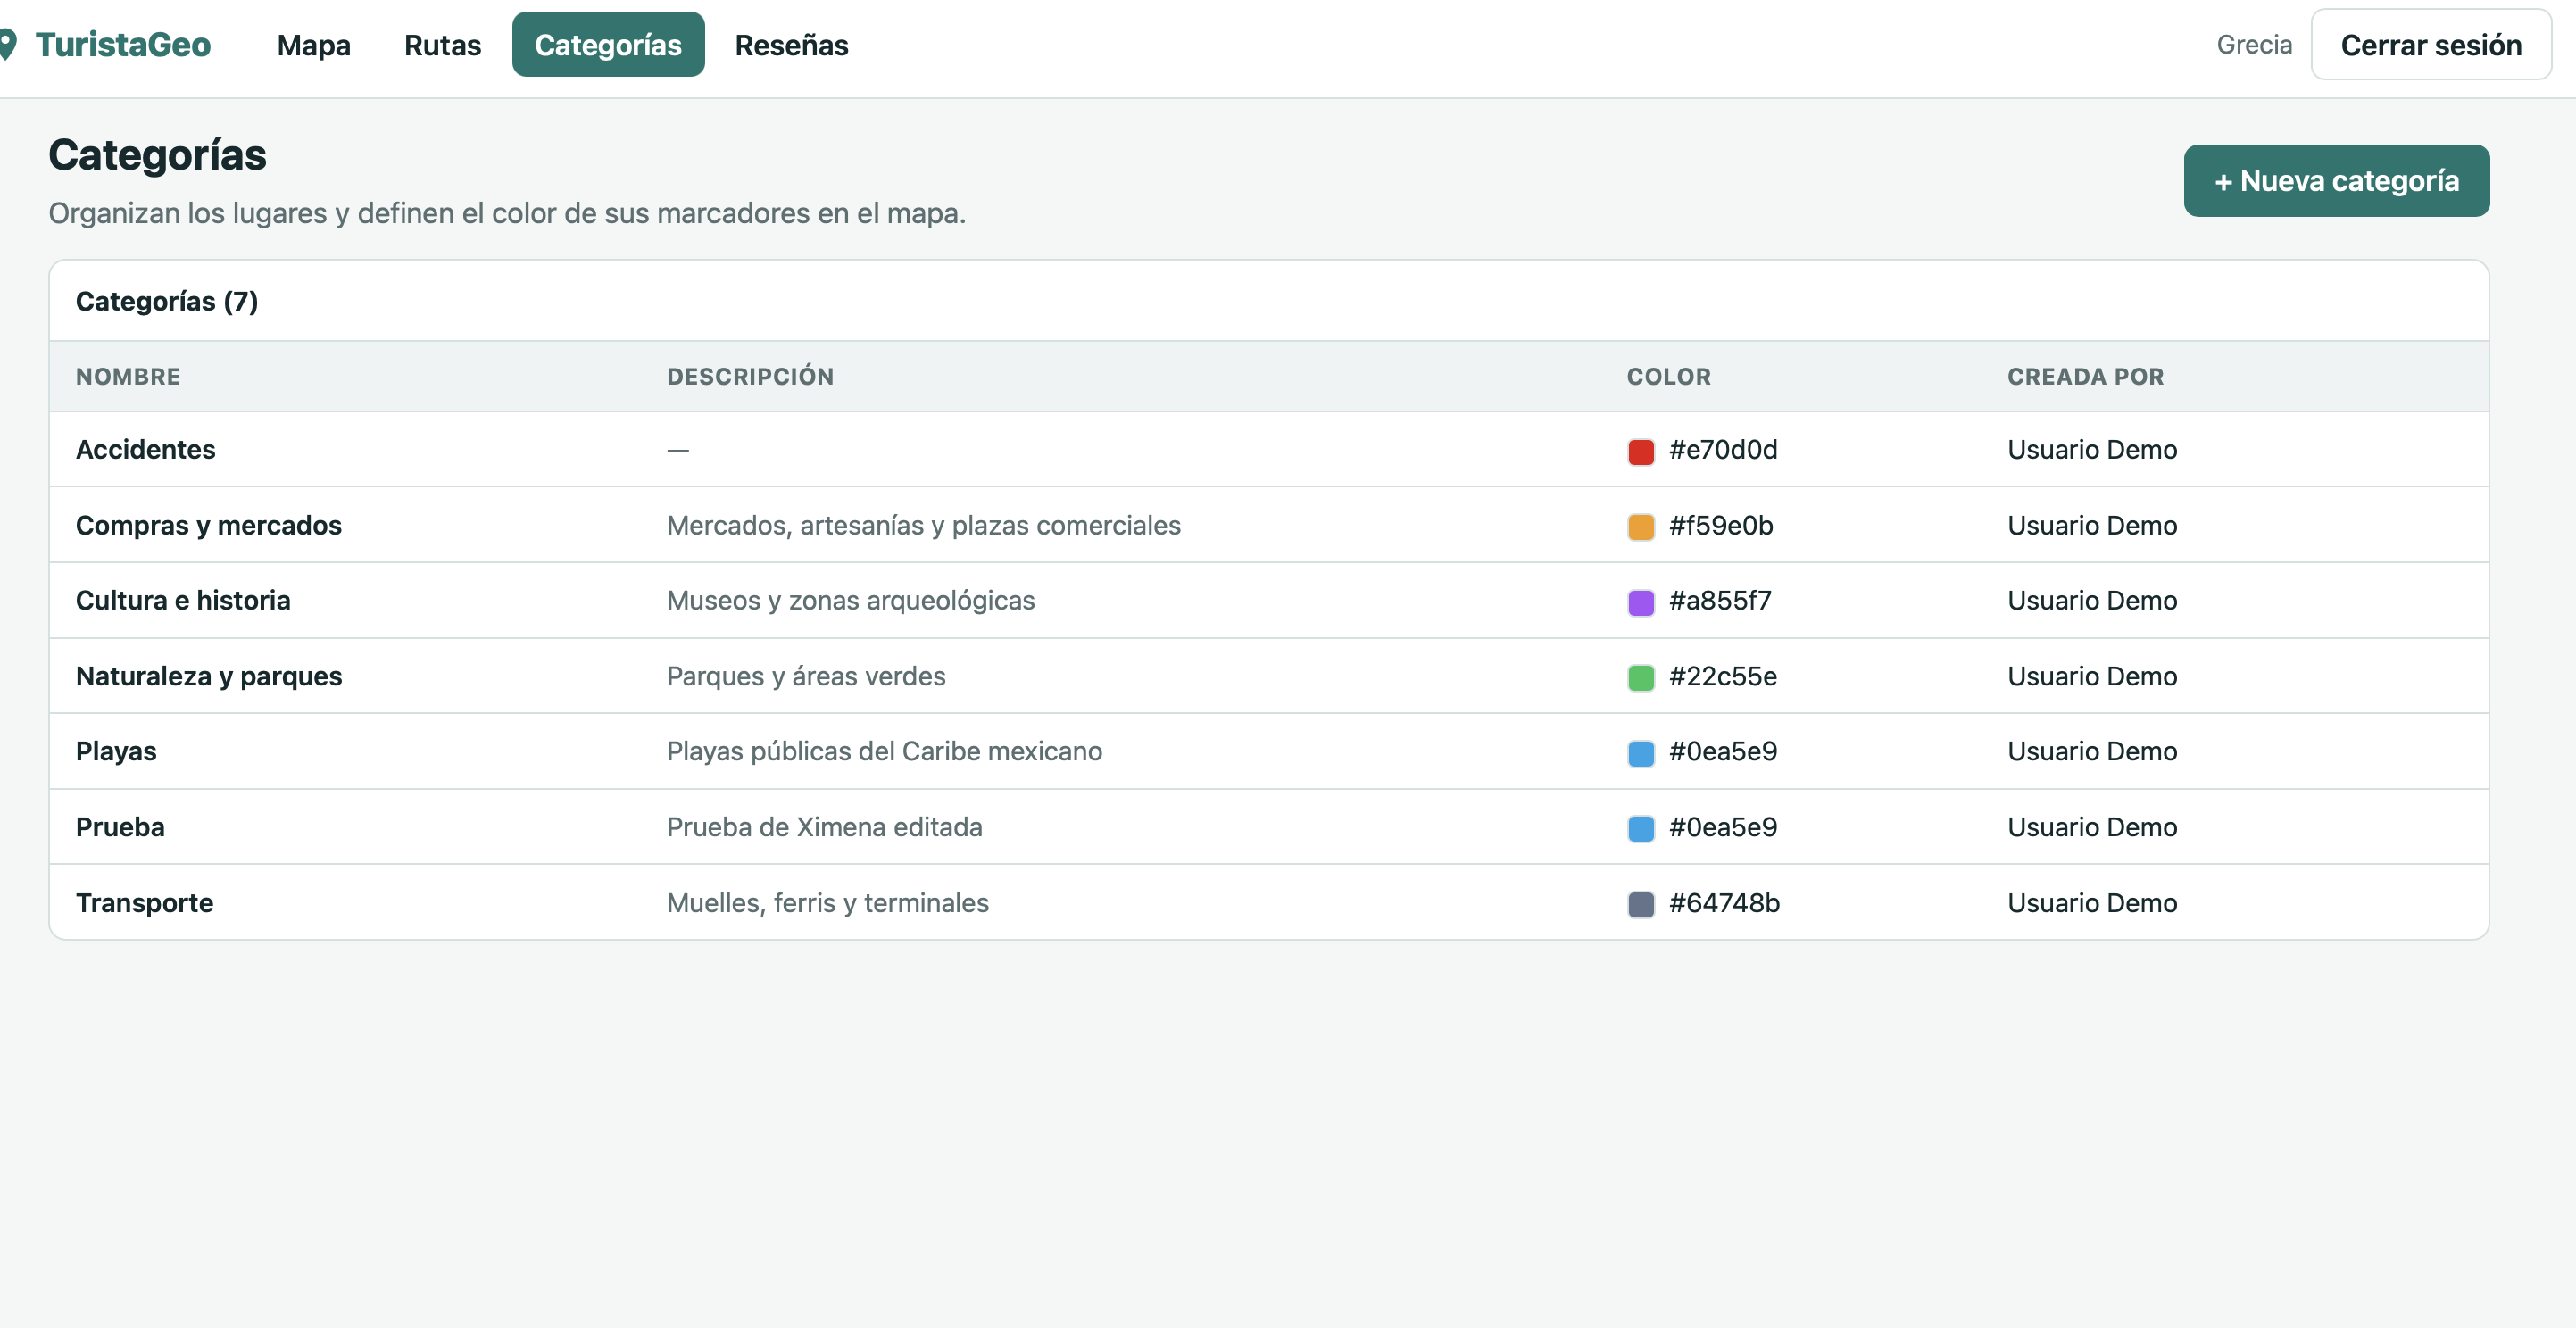 TuristaGeo Mapa Rutas Categorías Reseñas Grecia Cerrar sesión
Categorías
+ Nueva categoría
Organizan los lugares y definen el color de sus marcadores en el mapa.
Categorías (7)
NOMBRE DESCRIPCIÓN COLOR CREADA POR
Accidentes — #e70d0d Usuario Demo
Compras y mercados Mercados, artesanías y plazas comerciales #f59e0b Usuario Demo
Cultura e historia Museos y zonas arqueológicas #a855f7 Usuario Demo
Naturaleza y parques Parques y áreas verdes #22c55e Usuario Demo
Playas Playas públicas del Caribe mexicano #0ea5e9 Usuario Demo
Prueba Prueba de Ximena editada #0ea5e9 Usuario Demo
Transporte Muelles, ferris y terminales #64748b Usuario Demo